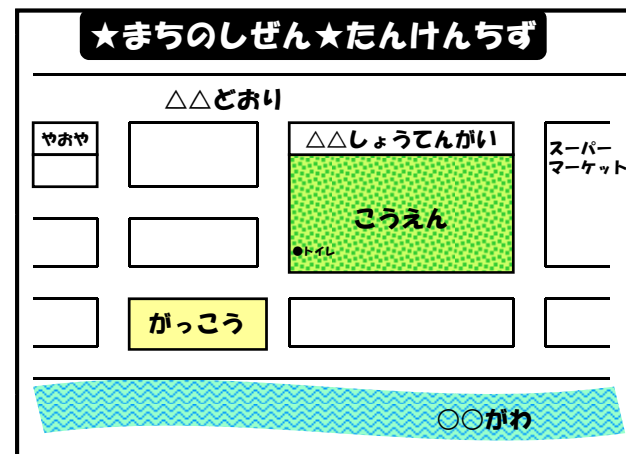 ★まちのしぜん★たんけんちず
△△どおり
やおや
△△しょうてんがい
スーパー
マーケット
こうえん
●トイレ
がっこう
○○がわ